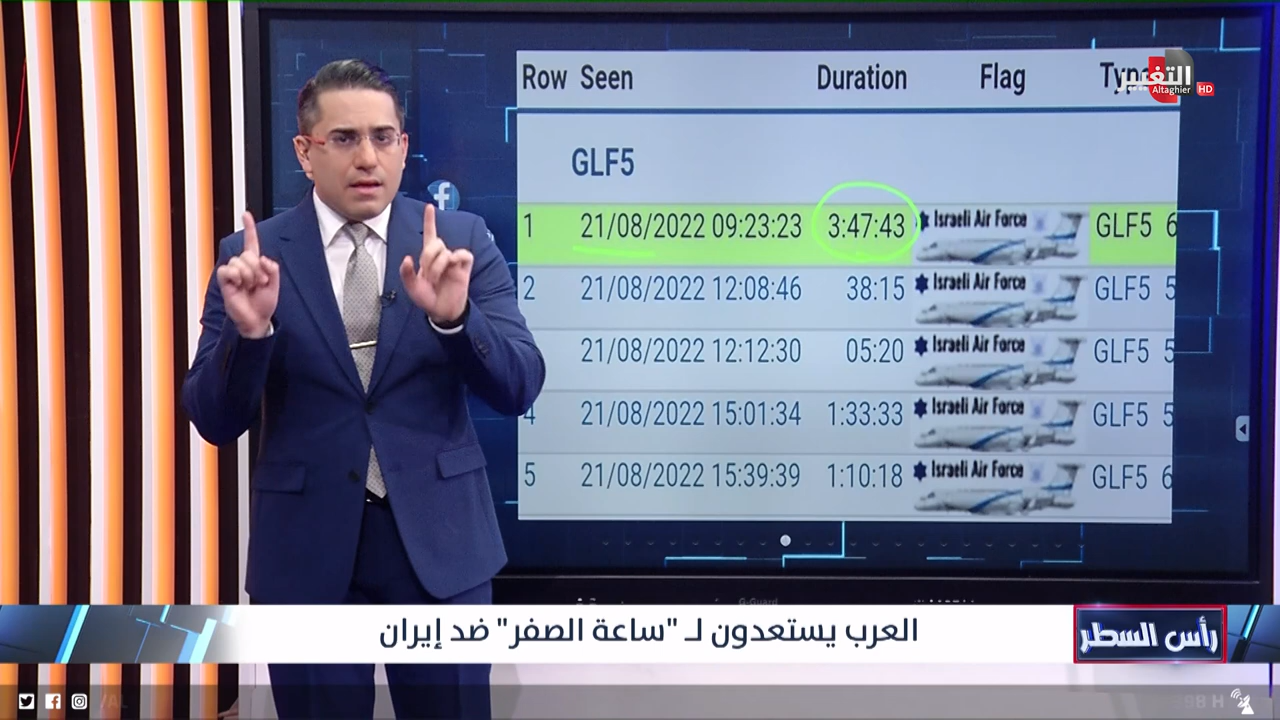 Row Seen Duration Flag Type
التغيير
Altaghier HD
GLF5
1 21/08/2022 09:23:23 3:47:43 Israeli Air Force GLF5 6
2 21/08/2022 12:08:46 38:15 Israeli Air Force GLF5 5
21/08/2022 12:12:30 05:20 Israeli Air Force GLF5 5
4 21/08/2022 15:01:34 1:33:33 Israeli Air Force GLF5 5
5 21/08/2022 15:39:39 1:10:18 Israeli Air Force GLF5 6
رأس السطر
العرب يستعدون لـ "ساعة الصفر" ضد إيران